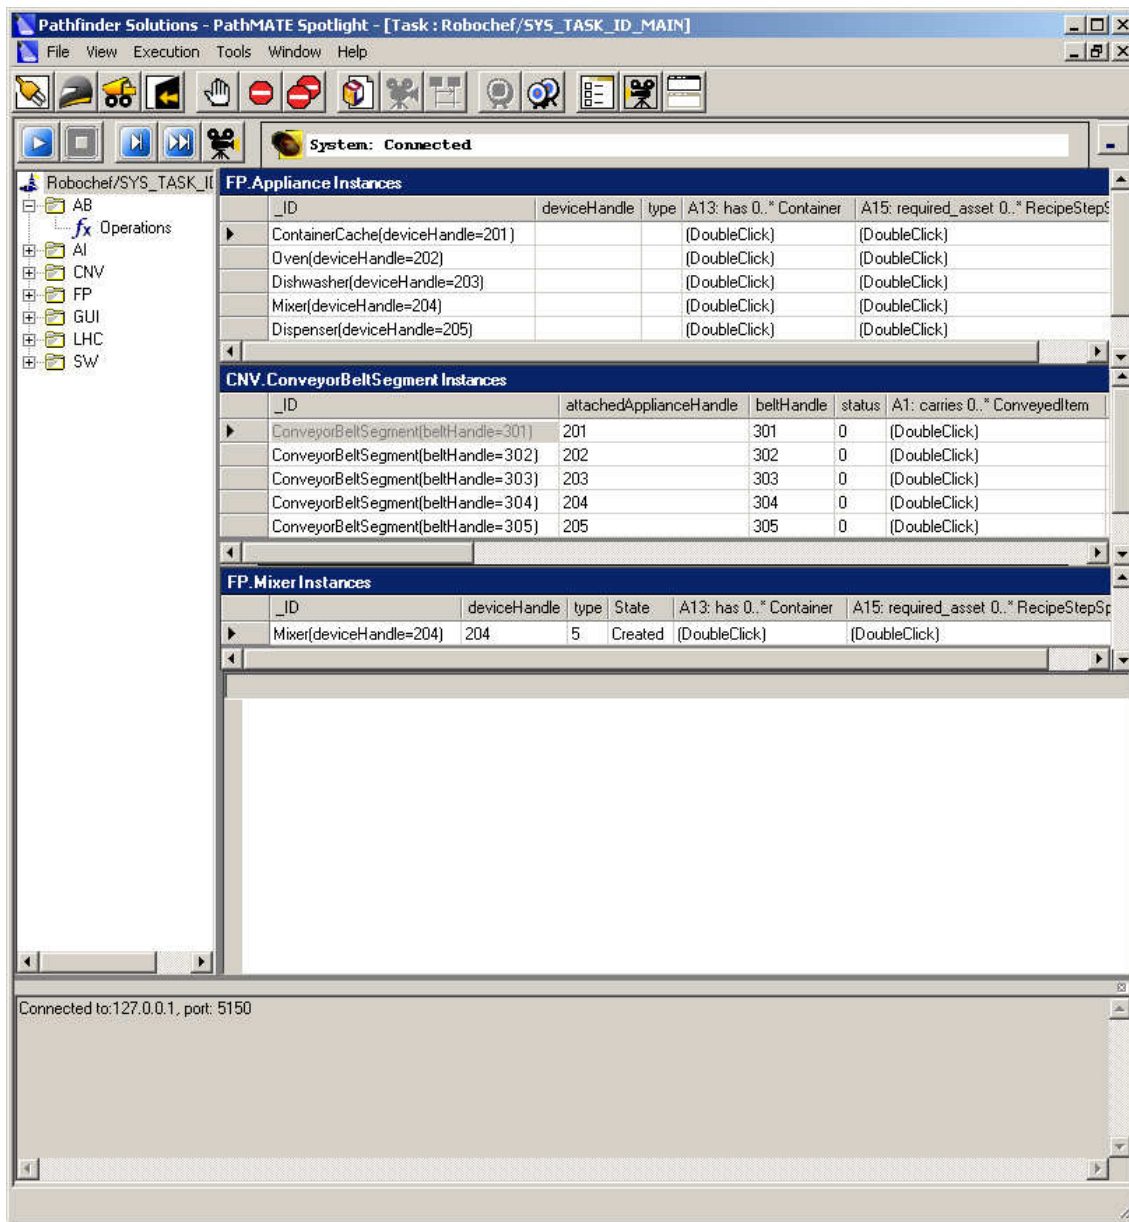 Pathfinder Solutions - PathMATE Spotlight - [Task : Robochef/SYS_TASK_ID_MAIN]
File View Execution Tools Window Help
System: Connected
Robochef/SYS_TASK_I
AB
fx Operations
AI
CNV
FP
GUI
LHC
SW
FP.Appliance Instances
_ID deviceHandle type A13: has 0..* Container A15: required_asset 0..* RecipeStepS
ContainerCache(deviceHandle=201) (DoubleClick) (DoubleClick)
Oven(deviceHandle=202) (DoubleClick) (DoubleClick)
Dishwasher(deviceHandle=203) (DoubleClick) (DoubleClick)
Mixer(deviceHandle=204) (DoubleClick) (DoubleClick)
Dispenser(deviceHandle=205) (DoubleClick) (DoubleClick)
CNV.ConveyorBeltSegment Instances
_ID attachedApplianceHandle beltHandle status A1: carries 0..* ConveyedItem
ConveyorBeltSegment(beltHandle=301) 201 301 0 (DoubleClick)
ConveyorBeltSegment(beltHandle=302) 202 302 0 (DoubleClick)
ConveyorBeltSegment(beltHandle=303) 203 303 0 (DoubleClick)
ConveyorBeltSegment(beltHandle=304) 204 304 0 (DoubleClick)
ConveyorBeltSegment(beltHandle=305) 205 305 0 (DoubleClick)
FP.Mixer Instances
_ID deviceHandle type State A13: has 0..* Container A15: required_asset 0..* RecipeStepSp
Mixer(deviceHandle=204) 204 5 Created (DoubleClick) (DoubleClick)
Connected to:127.0.0.1, port: 5150